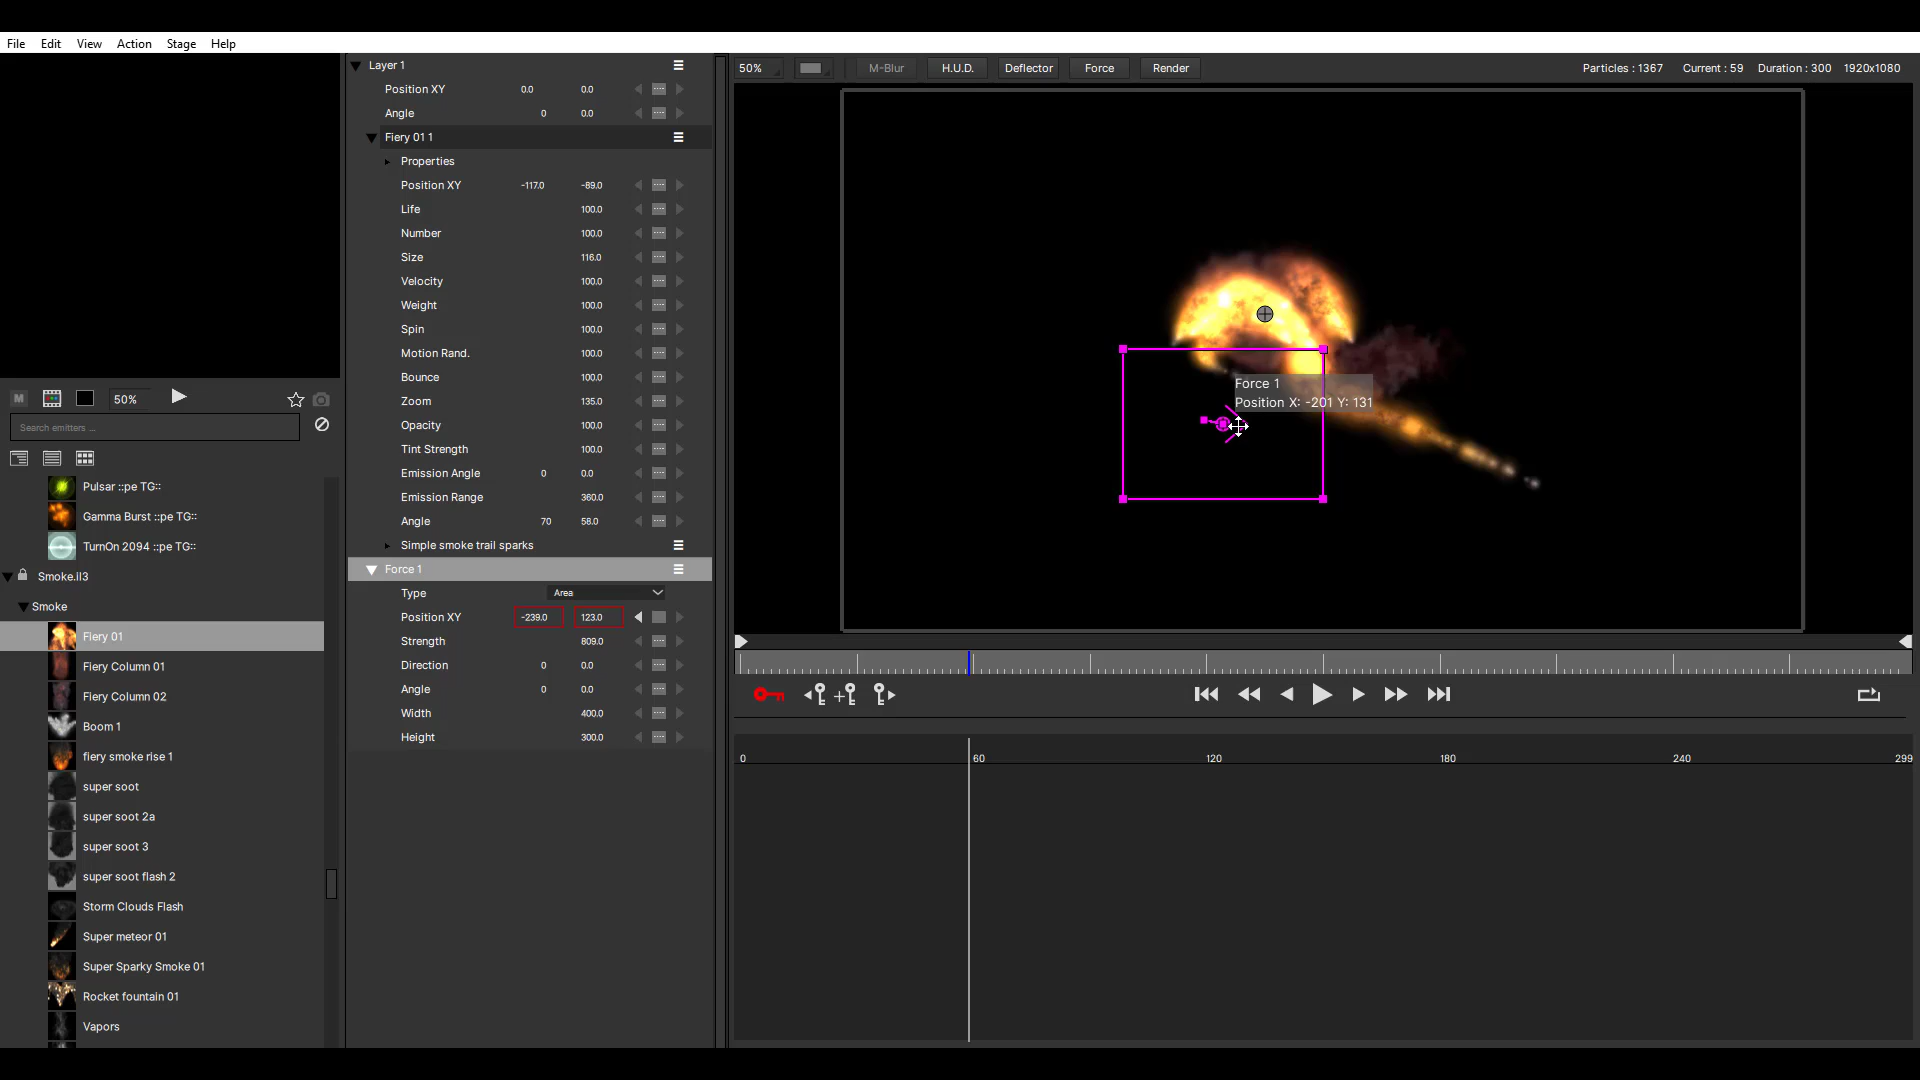 File Edit View Action Stage Help
Layer 1
Position XY 0.0 0.0
Angle 0 0.0
Fiery 01 1
Properties
Position XY -117.0 -89.0
Life 100.0
Number 100.0
Size 116.0
Velocity 100.0
Weight 100.0
Spin 100.0
Motion Rand. 100.0
Bounce 100.0
Zoom 135.0
Opacity 100.0
Tint Strength 100.0
Emission Angle 0 0.0
Emission Range 360.0
Angle 70 58.0
Simple smoke trail sparks
Force 1
Type Area
Position XY -239.0 123.0
Strength 809.0
Direction 0 0.0
Angle 0 0.0
Width 400.0
Height 300.0
M 50%
Search emitters ...
Pulsar ::pe TG::
Gamma Burst ::pe TG::
TurnOn 2094 ::pe TG::
Smoke.il3
Smoke
Fiery 01
Fiery Column 01
Fiery Column 02
Boom 1
fiery smoke rise 1
super soot
super soot 2a
super soot 3
super soot flash 2
Storm Clouds Flash
Super meteor 01
Super Sparky Smoke 01
Rocket fountain 01
Vapors
50% M-Blur H.U.D. Deflector Force Render Particles : 1367 Current : 59 Duration : 300 1920x1080
Force 1
Position X: -201 Y: 131
0 60 120 180 240 299